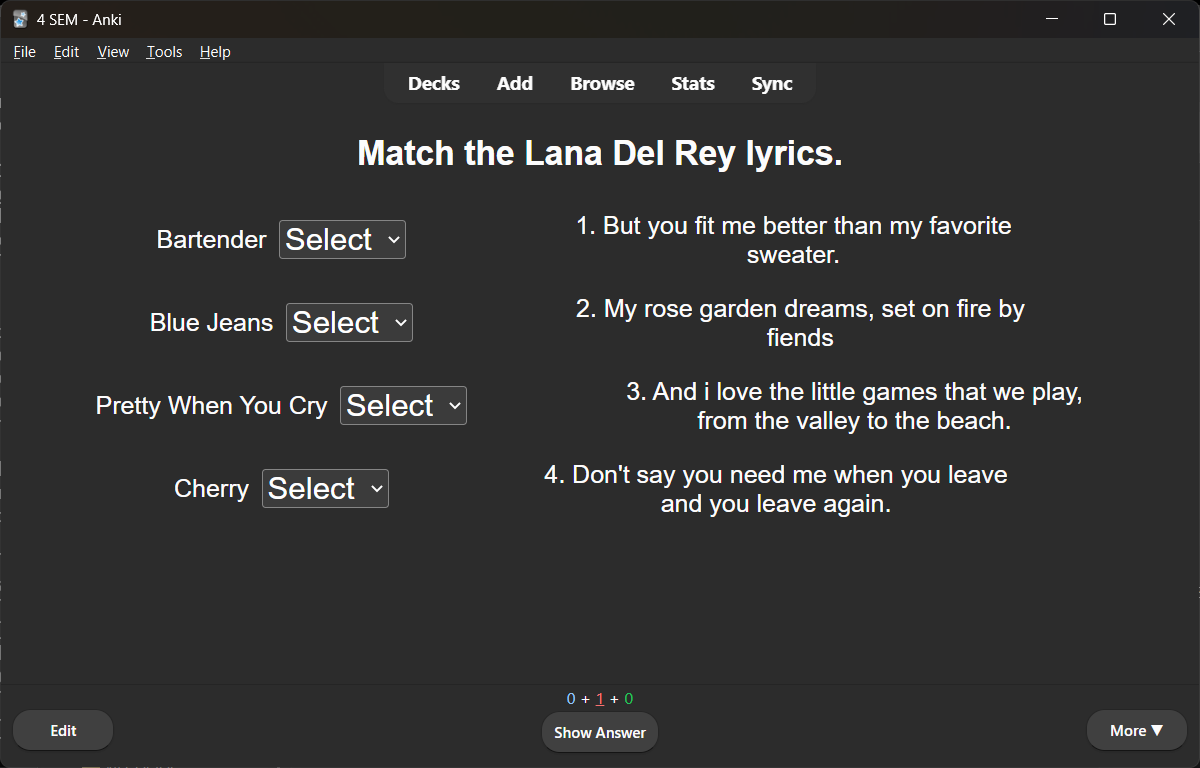 4 SEM - Anki
File Edit View Tools Help
Decks Add Browse Stats Sync
Match the Lana Del Rey lyrics.
Bartender Select
1. But you fit me better than my favorite
sweater.
Blue Jeans Select
2. My rose garden dreams, set on fire by
fiends
Pretty When You Cry Select
3. And i love the little games that we play,
from the valley to the beach.
Cherry Select
4. Don't say you need me when you leave
and you leave again.
0 + 1 + 0
Edit
Show Answer
More ▼